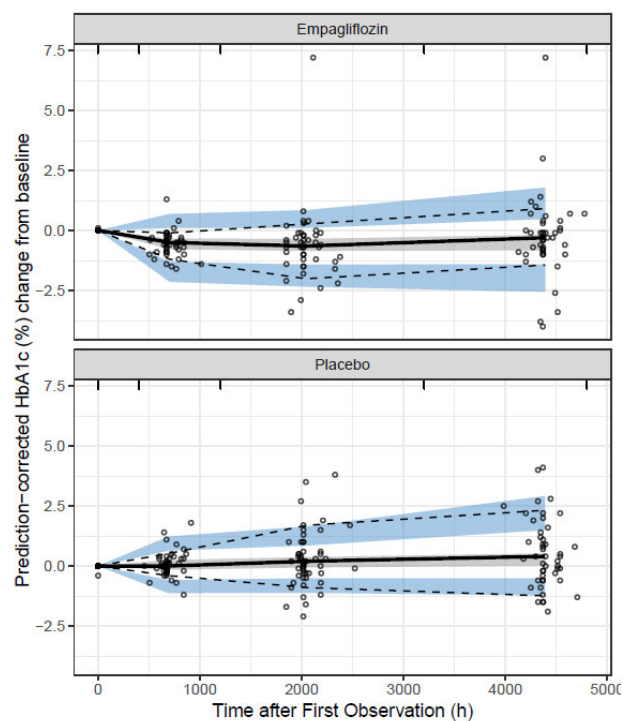 Empagliflozin
7.5
5.0
2.5
0.0
−2.5
Placebo
7.5
5.0
2.5
0.0
−2.5
0 1000 2000 3000 4000 5000
Time after First Observation (h)
Prediction−corrected HbA1c (%) change from baseline